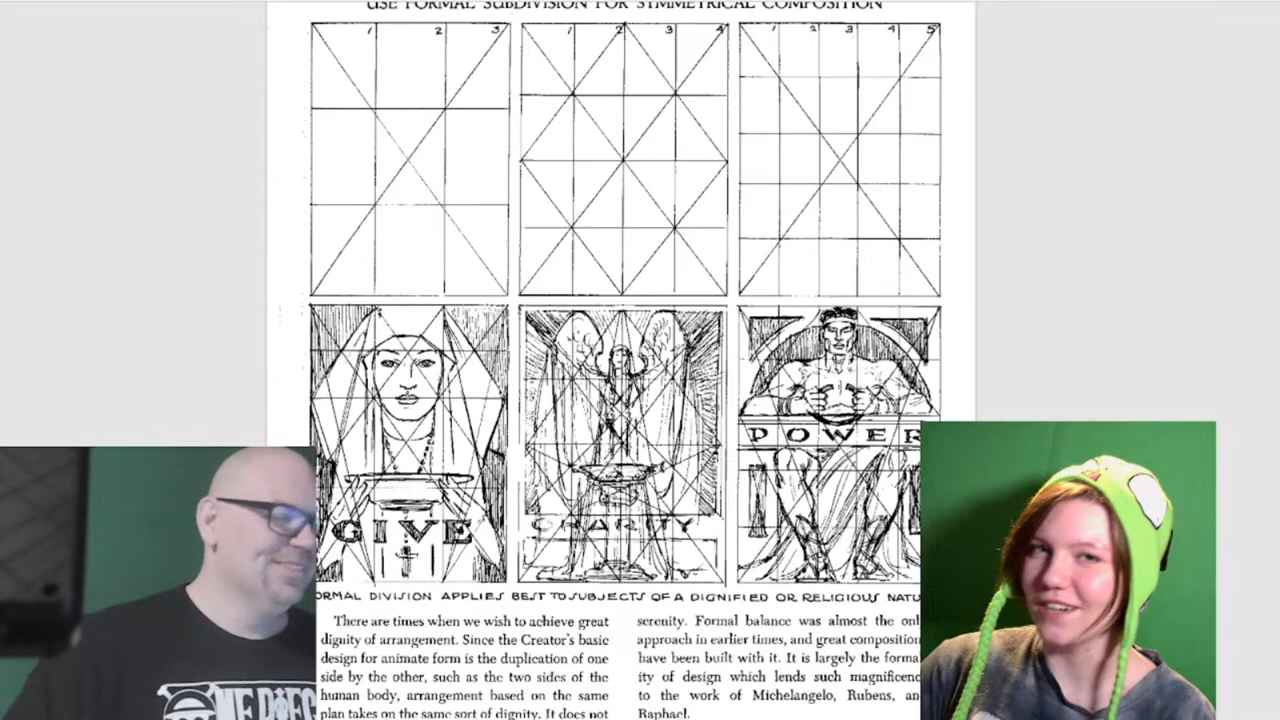 USE FORMAL SUBDIVISION FOR SYMMETRICAL COMPOSITION
1 2 3
1 2 3 4
1 2 3 4 5
GIVE
CHARITY
POWER
ORMAL DIVISION APPLIES BEST TO SUBJECTS OF A DIGNIFIED OR RELIGIOUS NATU
There are times when we wish to achieve great
dignity of arrangement. Since the Creator's basic
design for animate form is the duplication of one
side by the other, such as the two sides of the
human body, arrangement based on the same
plan takes on the same sort of dignity. It does not
serenity. Formal balance was almost the onl
approach in earlier times, and great composition
have been built with it. It is largely the forma
ity of design which lends such magnificenc
to the work of Michelangelo, Rubens, an
Raphael.
ONE PIEC